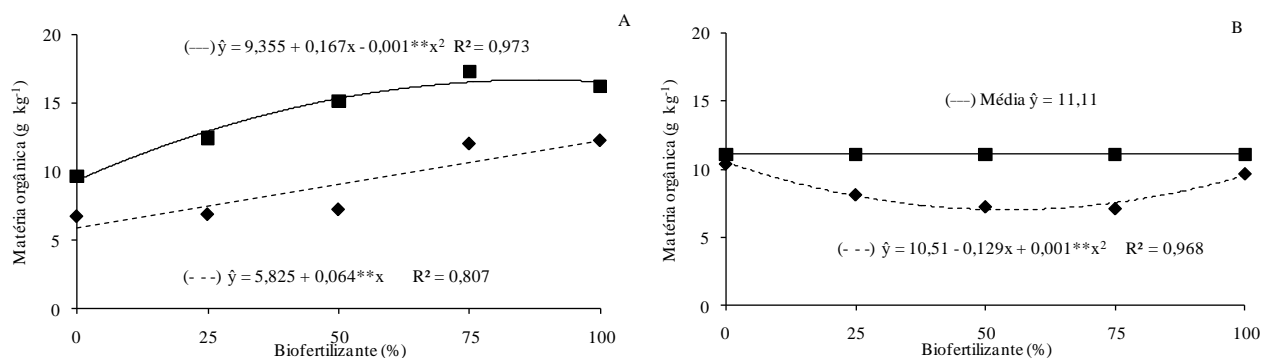 A
(—) ŷ = 9,355 + 0,167x - 0,001**x² R² = 0,973
Matéria orgânica (g kg⁻¹)
20
15
10
5
0
(- - -) ŷ = 5,825 + 0,064**x R² = 0,807
0 25 50 75 100
Biofertilizante (%)
B
(—) Média ŷ = 11,11
Matéria orgânica (g kg⁻¹)
20
15
10
5
0
(- - -) ŷ = 10,51 - 0,129x + 0,001**x² R² = 0,968
0 25 50 75 100
Biofertilizante (%)